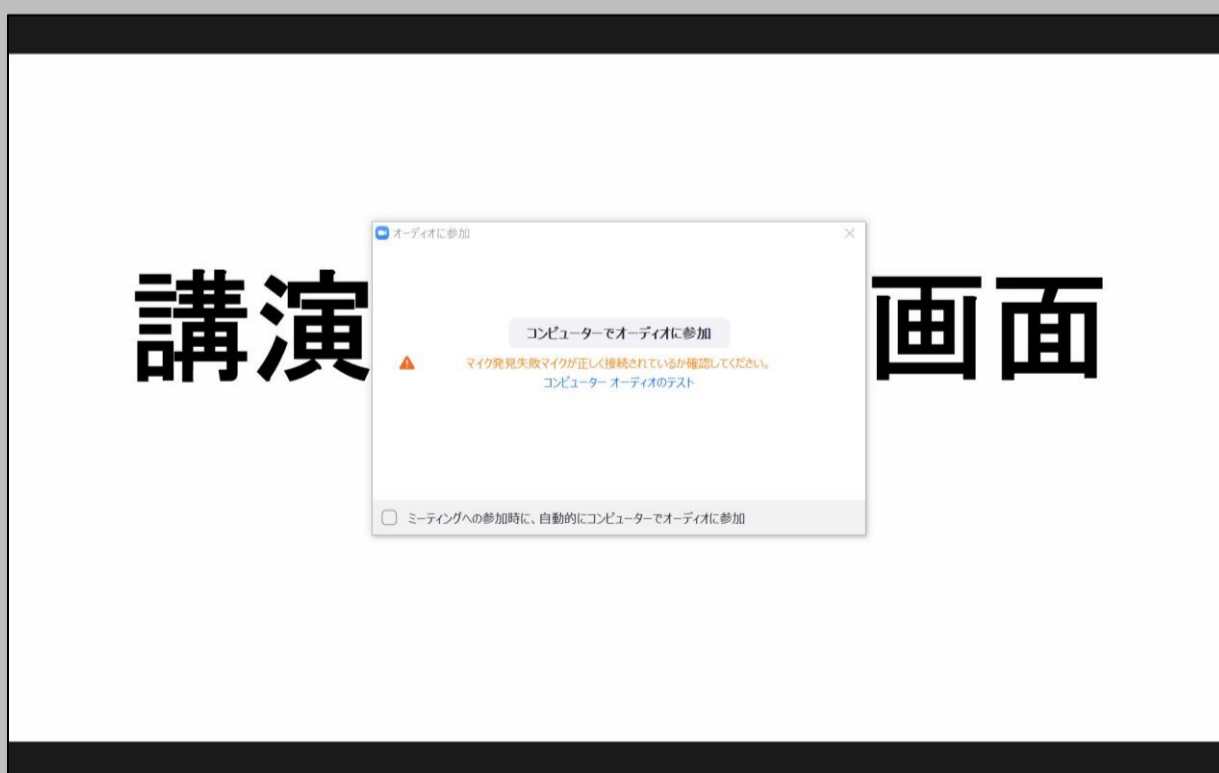 オーディオに参加
講演
画面
コンピューターでオーディオに参加
マイク発見失敗マイクが正しく接続されているか確認してください。
コンピューター オーディオのテスト
ミーティングへの参加時に、自動的にコンピューターでオーディオに参加